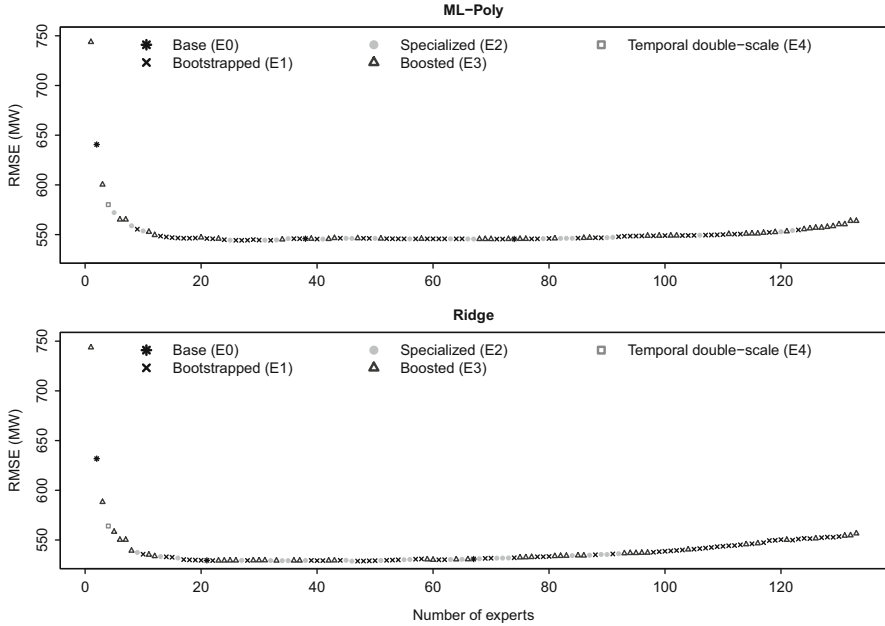 ML−Poly
Base (E0)
Specialized (E2)
Temporal double−scale (E4)
Bootstrapped (E1)
Boosted (E3)
RMSE (MW)
750
700
650
600
550
0 20 40 60 80 100 120
Ridge
Base (E0)
Specialized (E2)
Temporal double−scale (E4)
Bootstrapped (E1)
Boosted (E3)
RMSE (MW)
750
700
650
600
550
0 20 40 60 80 100 120
Number of experts